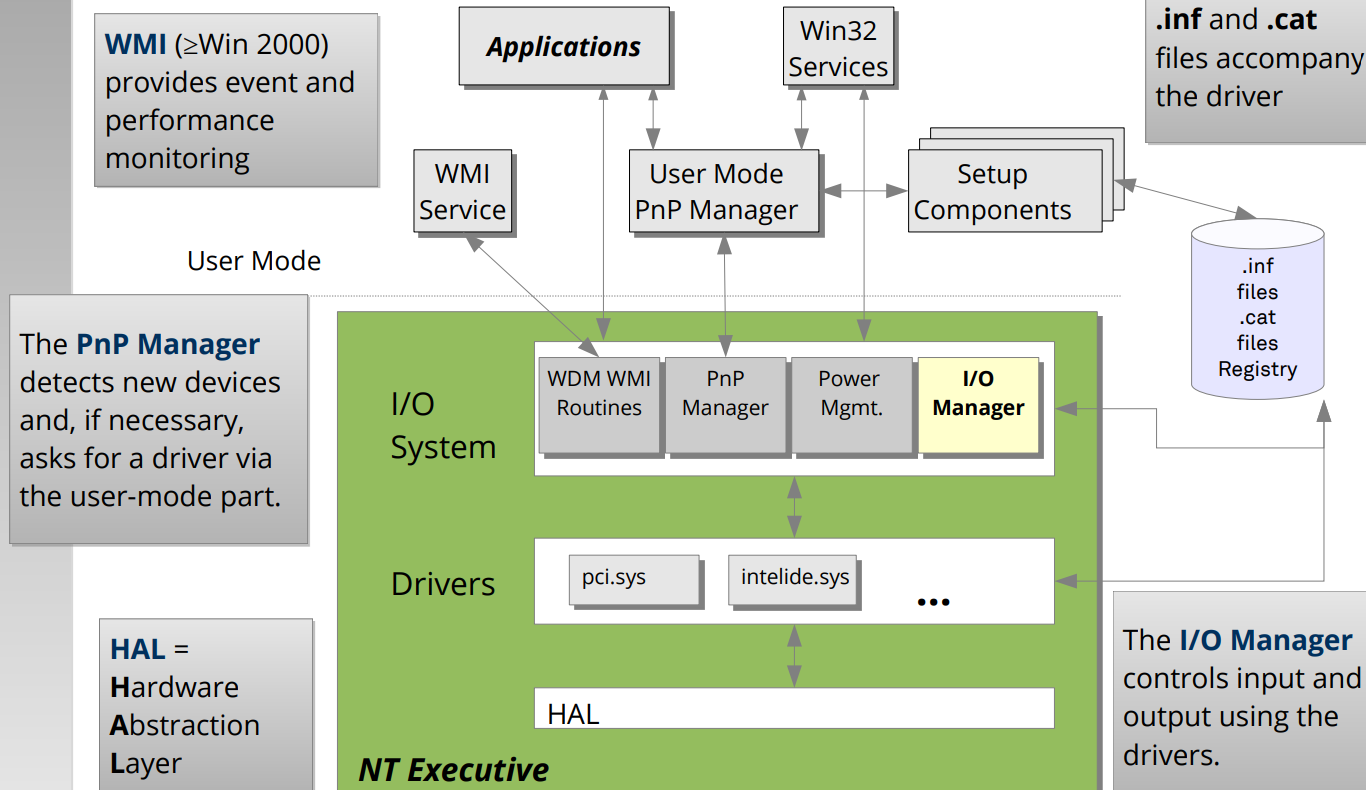 WMI (≥Win 2000)
provides event and
performance
monitoring
Applications
Win32
Services
.inf and .cat
files accompany
the driver
WMI
Service
User Mode
PnP Manager
Setup
Components
User Mode
.inf
files
.cat
files
Registry
The PnP Manager
detects new devices
and, if necessary,
asks for a driver via
the user-mode part.
I/O
System
WDM WMI
Routines
PnP
Manager
Power
Mgmt.
I/O
Manager
Drivers
pci.sys
intelide.sys
...
HAL =
Hardware
Abstraction
Layer
HAL
NT Executive
The I/O Manager
controls input and
output using the
drivers.